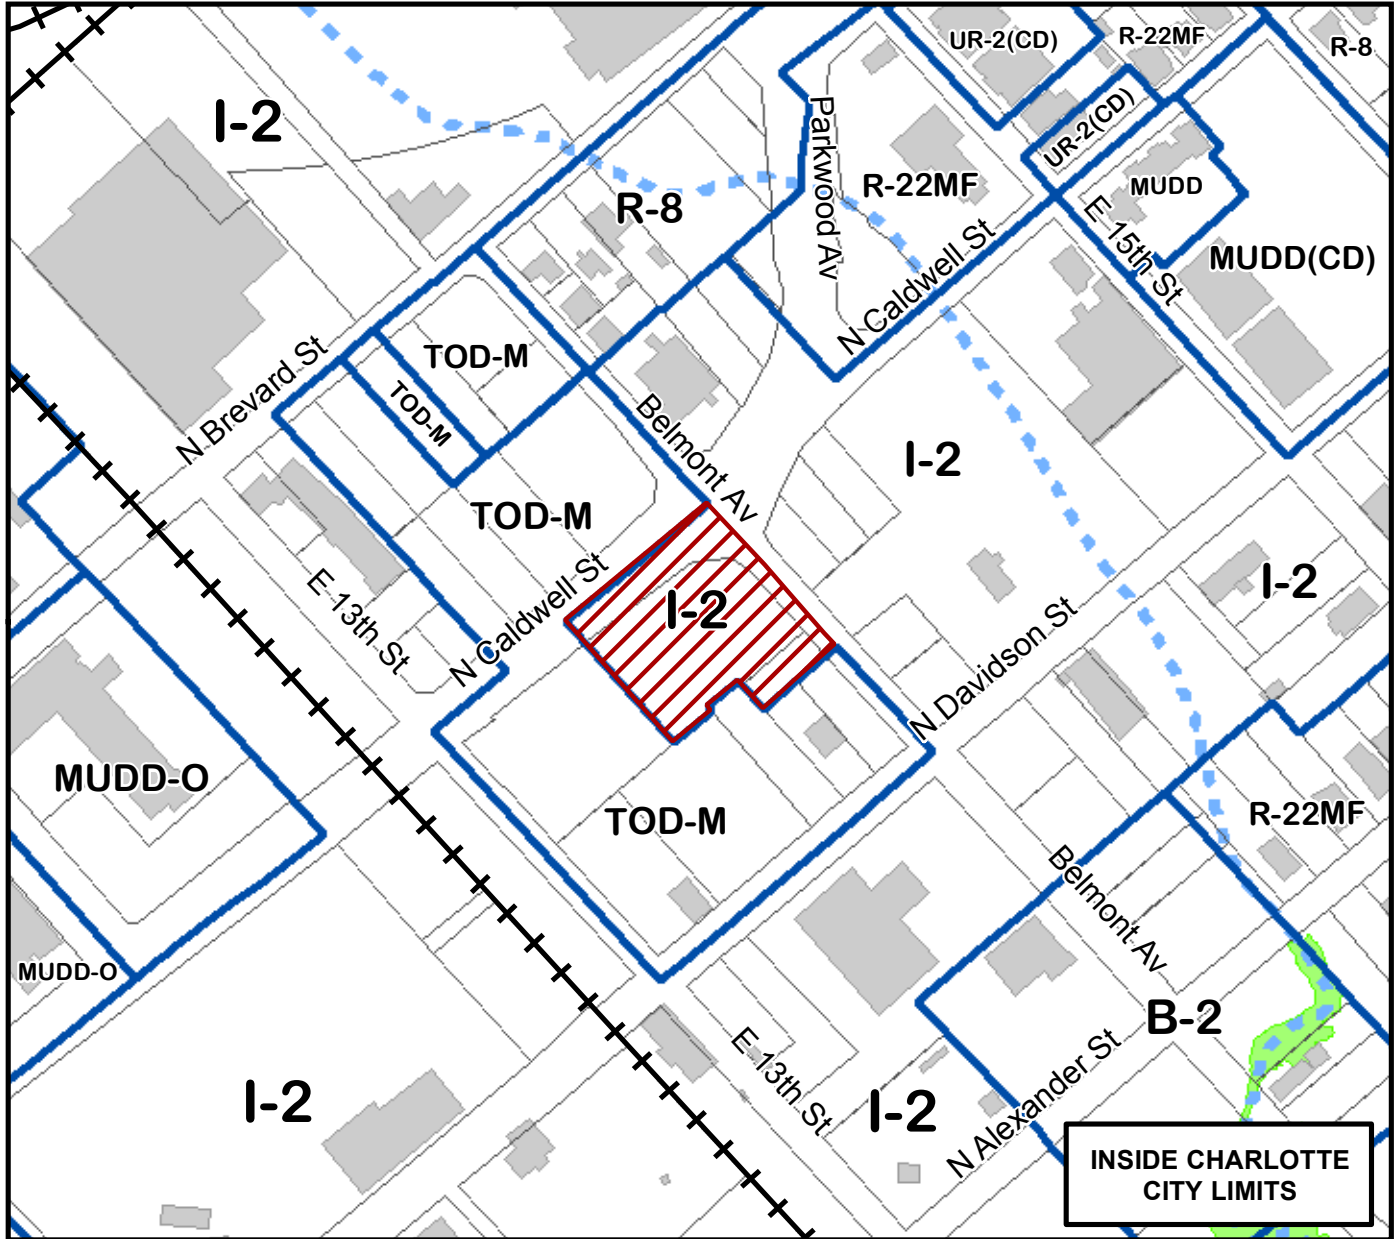 UR-2(CD)
R-22MF
R-8
I-2
Parkwood Av
UR-2(CD)
R-22MF
MUDD
R-8
E 15th St
MUDD(CD)
N Caldwell St
N Brevard St
TOD-M
TOD-M
Belmont Av
I-2
TOD-M
E 13th St
N Caldwell St
I-2
I-2
N Davidson St
MUDD-O
TOD-M
R-22MF
Belmont Av
MUDD-O
B-2
E 13th St
I-2
I-2
N Alexander St
INSIDE CHARLOTTE
CITY LIMITS